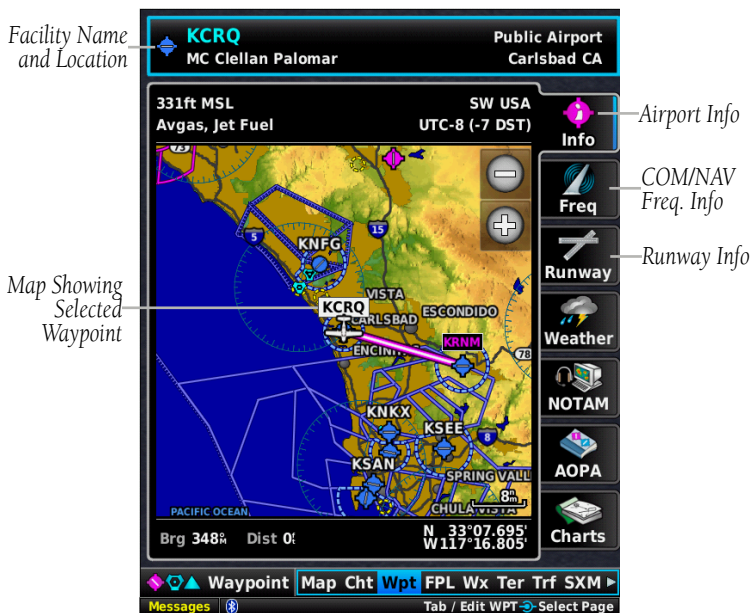 Facility Name
and Location
KCRQ
MC Clellan Palomar
Public Airport
Carlsbad CA
331ft MSL
Avgas, Jet Fuel
SW USA
UTC-8 (-7 DST)
Info
Airport Info
Freq
COM/NAV
Freq. Info
Runway
Runway Info
Weather
NOTAM
AOPA
Charts
Map Showing
Selected
Waypoint
73
5
15
KNFG
VISTA
KCRQ
CARLSBAD
ESCONDIDO
KRNM
78
KNKX
KSEE
8
KSAN
SPRING VALL
CHULA VISTA
PACIFIC OCEAN
Brg 348°M Dist 0
N 33°07.695'
W117°16.805'
Waypoint
Map Cht Wpt FPL Wx Ter Trf SXM
Messages
Tab / Edit WPT Select Page